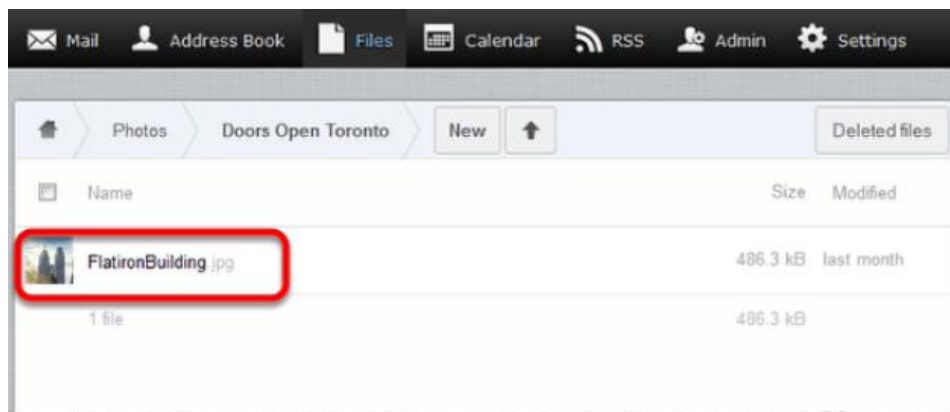 Mail Address Book Files Calendar RSS Admin Settings
Photos Doors Open Toronto New Deleted files
Name Size Modified
FlatironBuilding.jpg 486.3 kB last month
1 file 486.3 kB